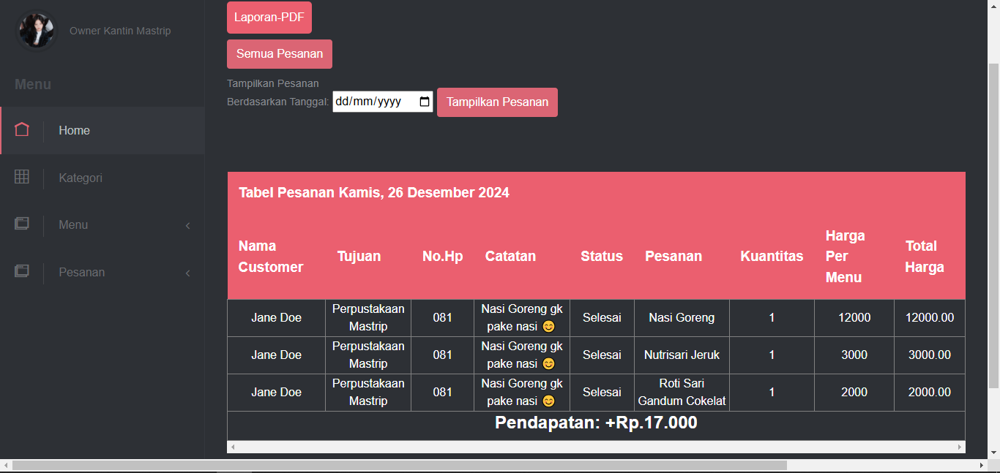 Owner Kantin Mastrip
Menu
Home
Kategori
Menu
Pesanan
Laporan-PDF
Semua Pesanan
Tampilkan Pesanan
Berdasarkan Tanggal: dd/mm/yyyy Tampilkan Pesanan
Tabel Pesanan Kamis, 26 Desember 2024
Nama Customer Tujuan No.Hp Catatan Status Pesanan Kuantitas Harga Per Menu Total Harga
Jane Doe Perpustakaan Mastrip 081 Nasi Goreng gk pake nasi 😊 Selesai Nasi Goreng 1 12000 12000.00
Jane Doe Perpustakaan Mastrip 081 Nasi Goreng gk pake nasi 😊 Selesai Nutrisari Jeruk 1 3000 3000.00
Jane Doe Perpustakaan Mastrip 081 Nasi Goreng gk pake nasi 😊 Selesai Roti Sari Gandum Cokelat 1 2000 2000.00
Pendapatan: +Rp.17.000